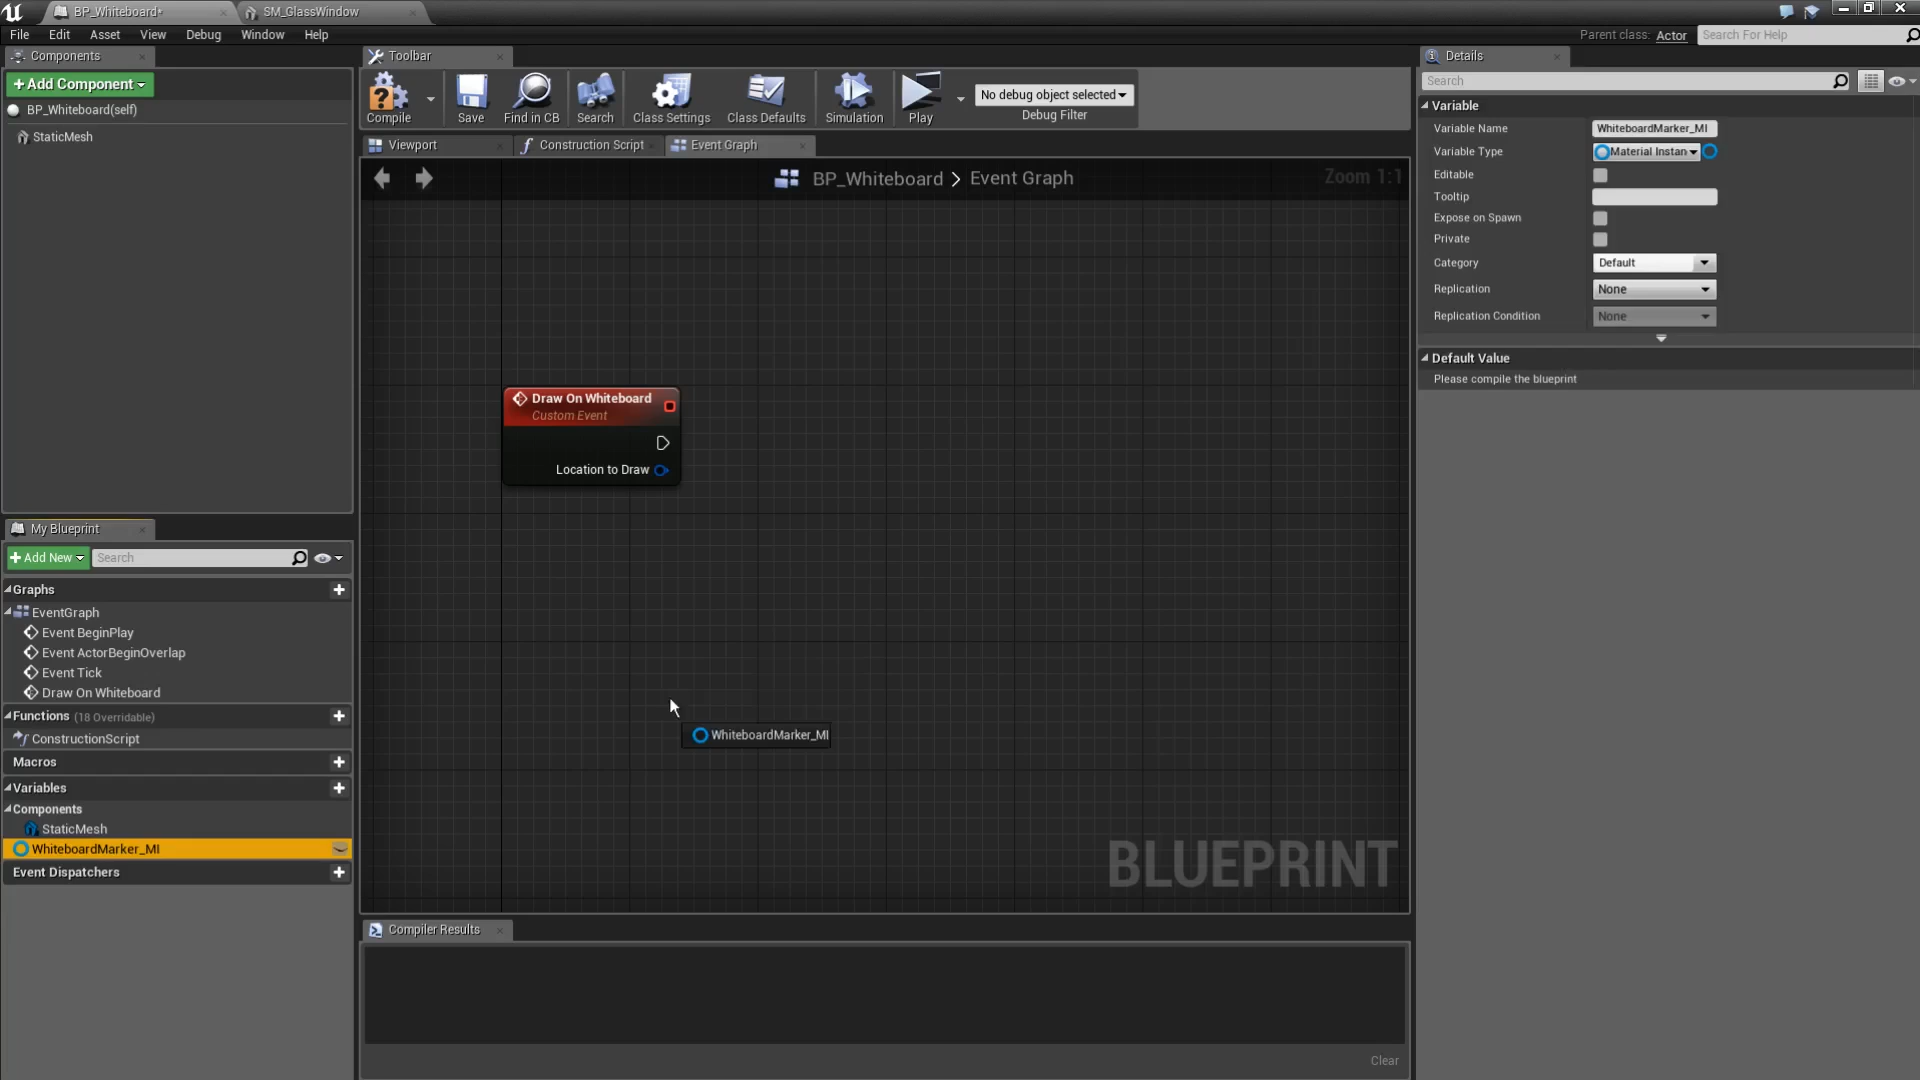 BP_Whiteboard*
SM_GlassWindow
File Edit Asset View Debug Window Help
Parent class: Actor
Search For Help
Components
+Add Component
BP_Whiteboard(self)
StaticMesh
My Blueprint
+Add New
Search
Graphs
EventGraph
Event BeginPlay
Event ActorBeginOverlap
Event Tick
Draw On Whiteboard
Functions (18 Overridable)
ConstructionScript
Macros
Variables
Components
StaticMesh
WhiteboardMarker_MI
Event Dispatchers
Toolbar
Compile
Save
Find in CB
Search
Class Settings
Class Defaults
Simulation
Play
No debug object selected
Debug Filter
Viewport
Construction Script
Event Graph
BP_Whiteboard > Event Graph
Zoom 1:1
Draw On Whiteboard
Custom Event
Location to Draw
WhiteboardMarker_MI
BLUEPRINT
Compiler Results
Clear
Details
Search
Variable
Variable Name WhiteboardMarker_MI
Variable Type Material Instan
Editable
Tooltip
Expose on Spawn
Private
Category Default
Replication None
Replication Condition None
Default Value
Please compile the blueprint